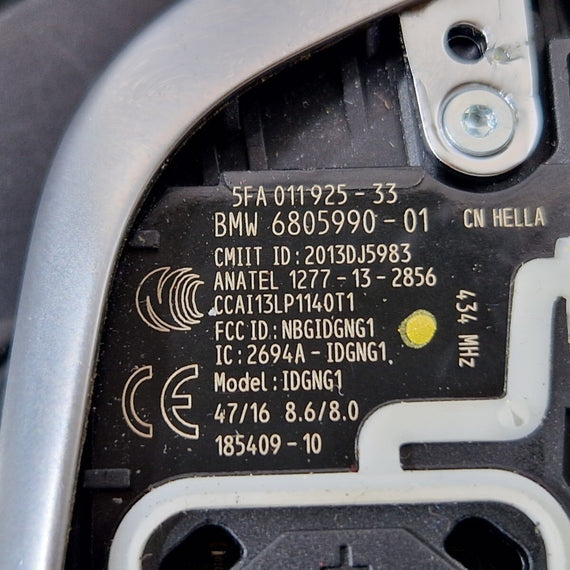 5FA 011925-33
BMW 6805990-01
CN HELLA
CMIIT ID: 2013DJ5983
ANATEL 1277-13-2856
CCAI13LP1140T1
FCC ID: NBGIDGNG1
IC: 2694A-IDGNG1
Model: IDGNG1
47/16 8.6/8.0
185409-10
434 MHz
CE